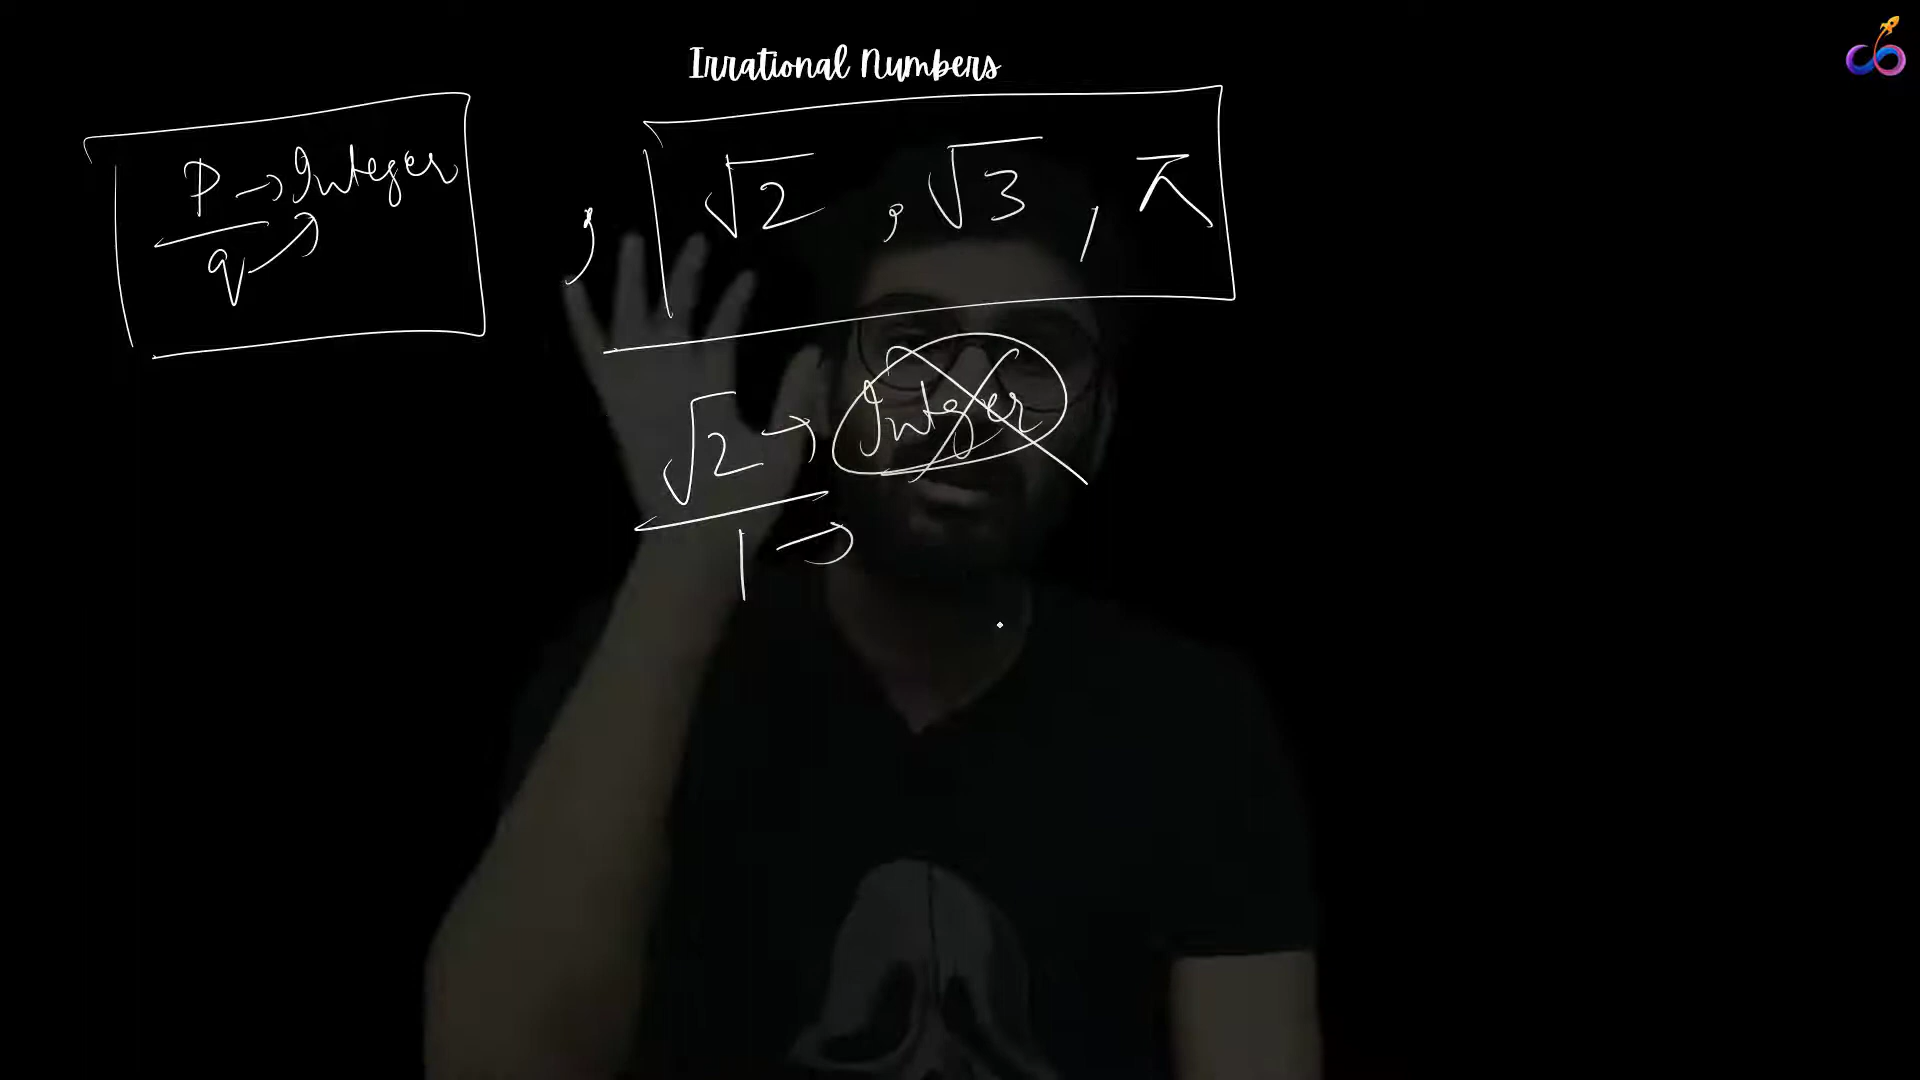 Irrational Numbers
P → Integer
q
, √2 , √3 , π
√2 → Integer
1 →